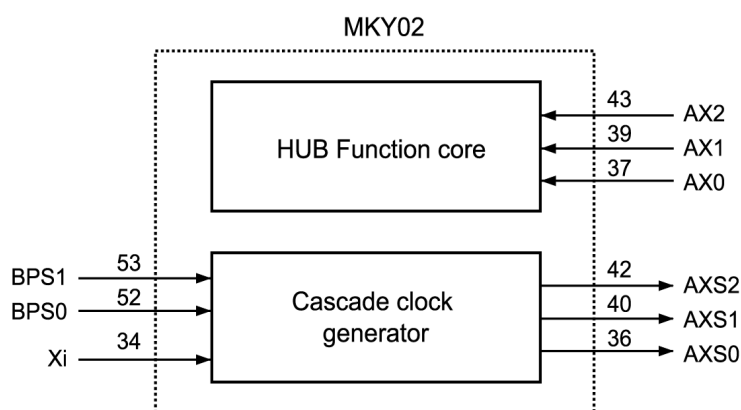 MKY02
HUB Function core
43
AX2
39
AX1
37
AX0
BPS1
53
BPS0
52
Xi
34
Cascade clock
generator
42
AXS2
40
AXS1
36
AXS0